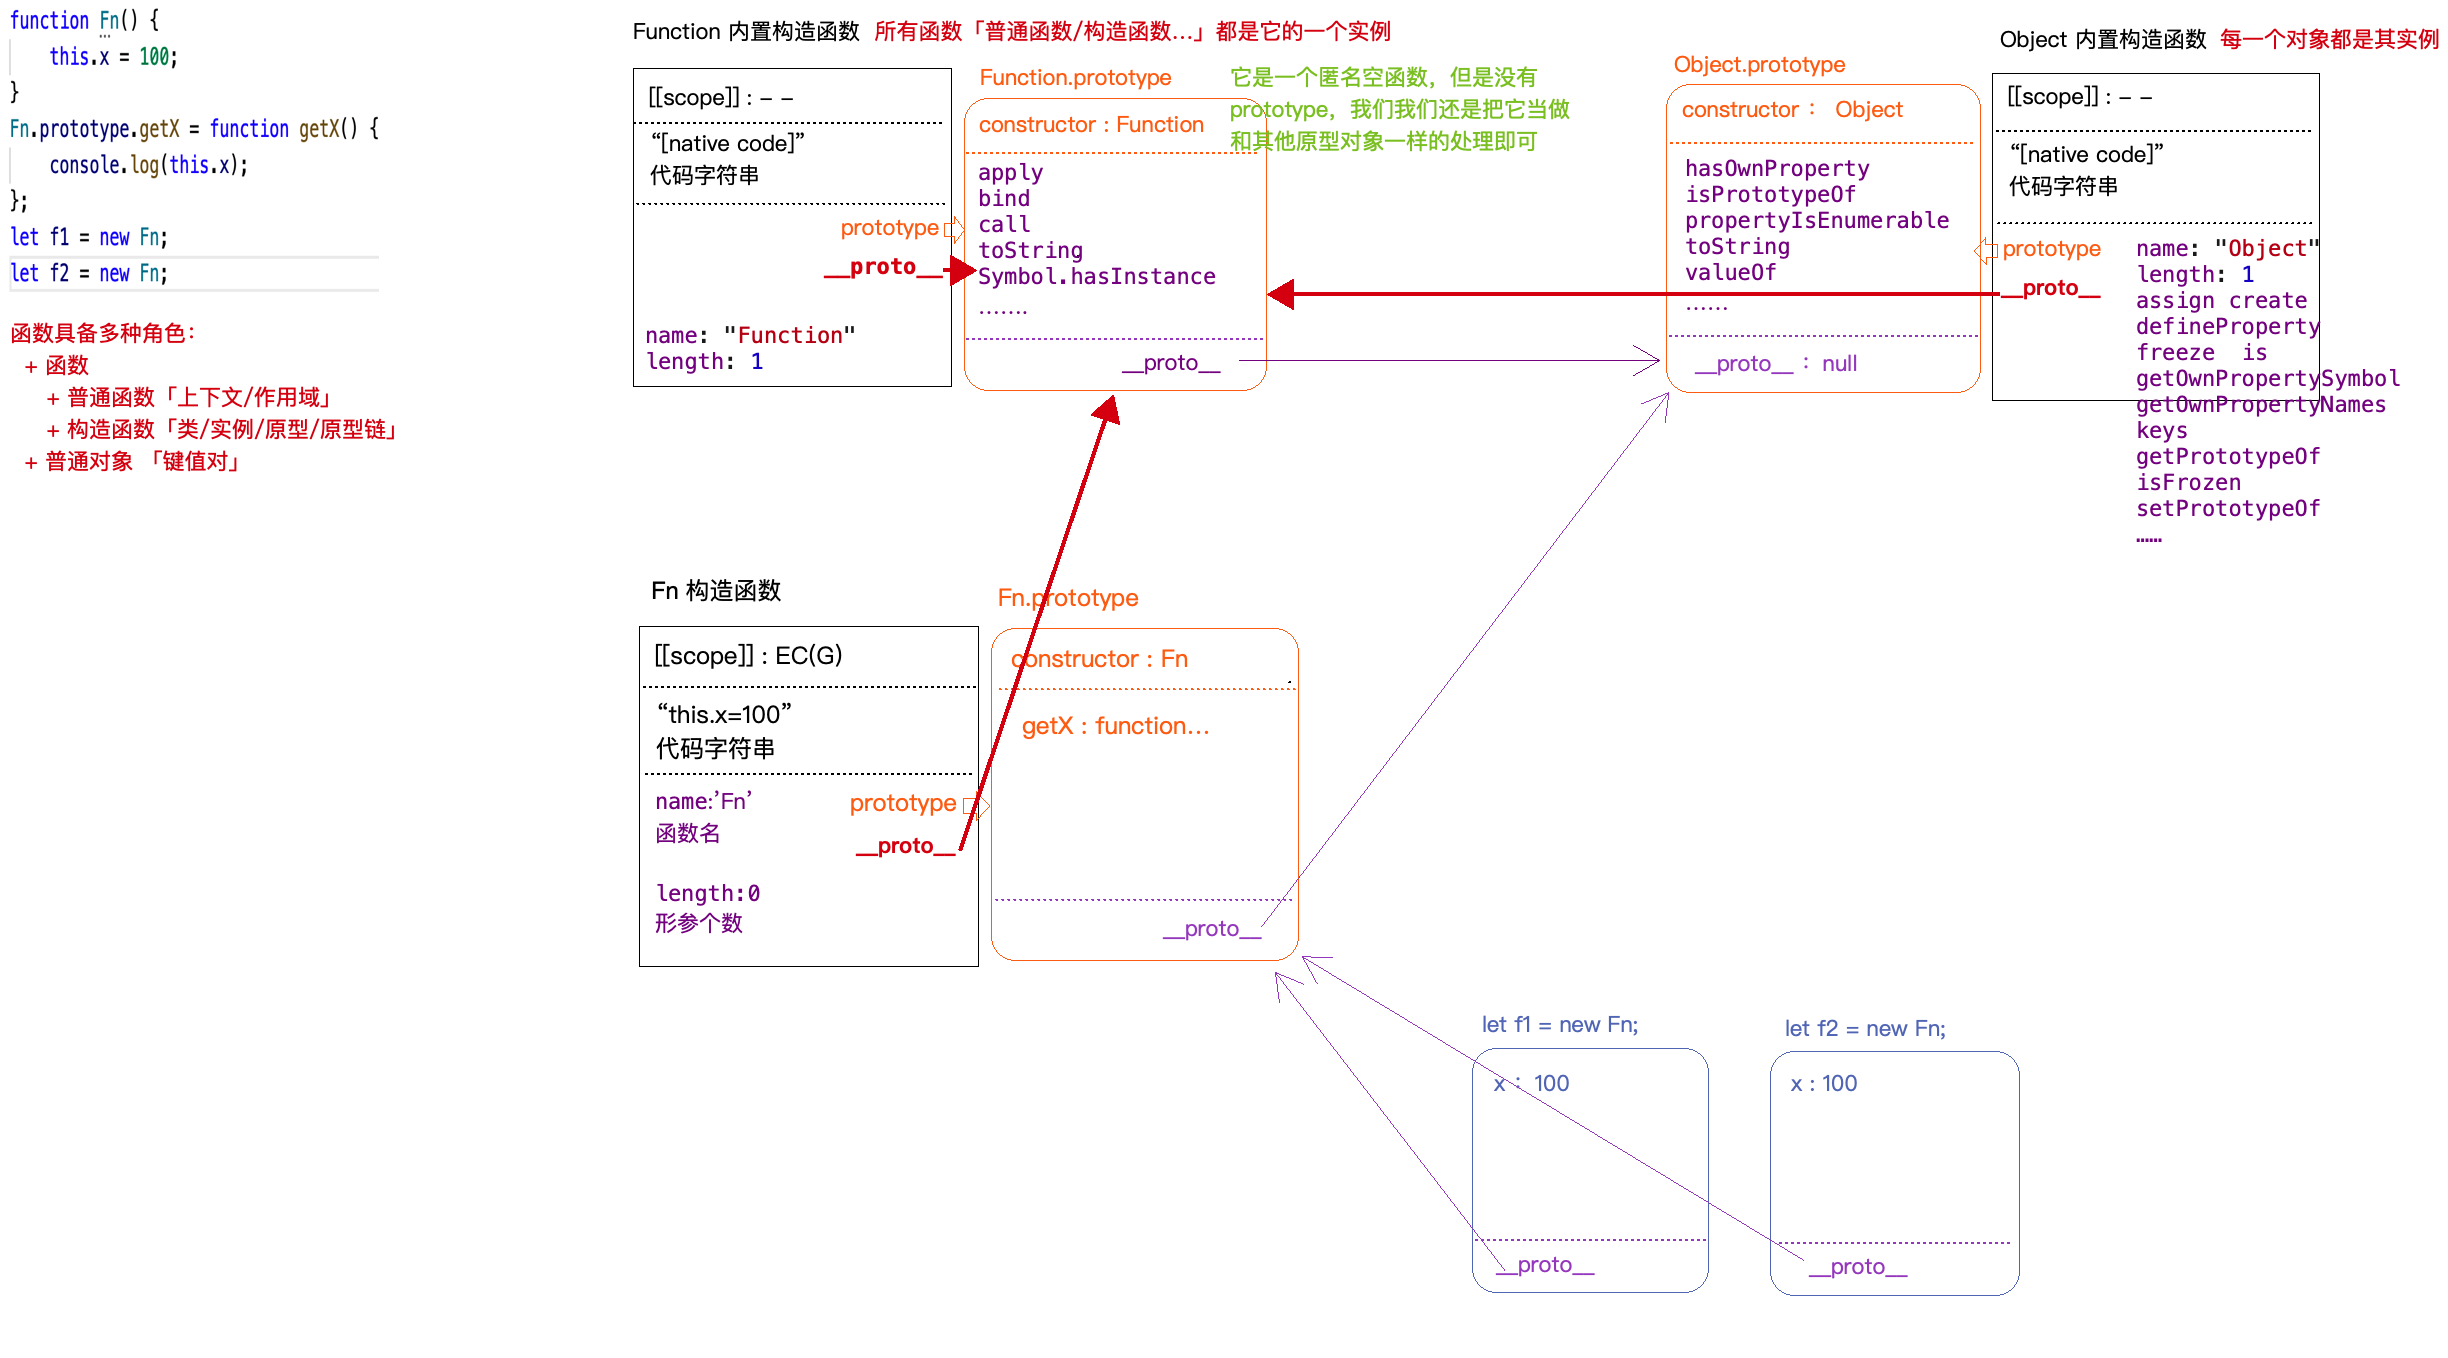 function Fn() {
    this.x = 100;
}
Fn.prototype.getX = function getX() {
    console.log(this.x);
};
let f1 = new Fn;
let f2 = new Fn;
函数具备多种角色：
+ 函数
+ 普通函数「上下文/作用域」
+ 构造函数「类/实例/原型/原型链」
+ 普通对象 「键值对」
Function 内置构造函数 所有函数「普通函数/构造函数...」都是它的一个实例
[[scope]] : – –
“[native code]”
代码字符串
prototype
__proto__
name: "Function"
length: 1
Function.prototype
constructor : Function
apply
bind
call
toString
Symbol.hasInstance
.......
__proto__
它是一个匿名空函数，但是没有
prototype，我们我们还是把它当做
和其他原型对象一样的处理即可
Object.prototype
constructor： Object
hasOwnProperty
isPrototypeOf
propertyIsEnumerable
toString
valueOf
......
__proto__：null
Object 内置构造函数 每一个对象都是其实例
[[scope]] : – –
“[native code]”
代码字符串
prototype
__proto__
name: "Object"
length: 1
assign create
defineProperty
freeze is
getOwnPropertySymbol
getOwnPropertyNames
keys
getPrototypeOf
isFrozen
setPrototypeOf
……
Fn 构造函数
[[scope]] : EC(G)
“this.x=100”
代码字符串
name:’Fn’
函数名
prototype
__proto__
length:0
形参个数
Fn.prototype
constructor : Fn
getX : function...
__proto__
let f1 = new Fn;
x： 100
__proto__
let f2 = new Fn;
x : 100
__proto__